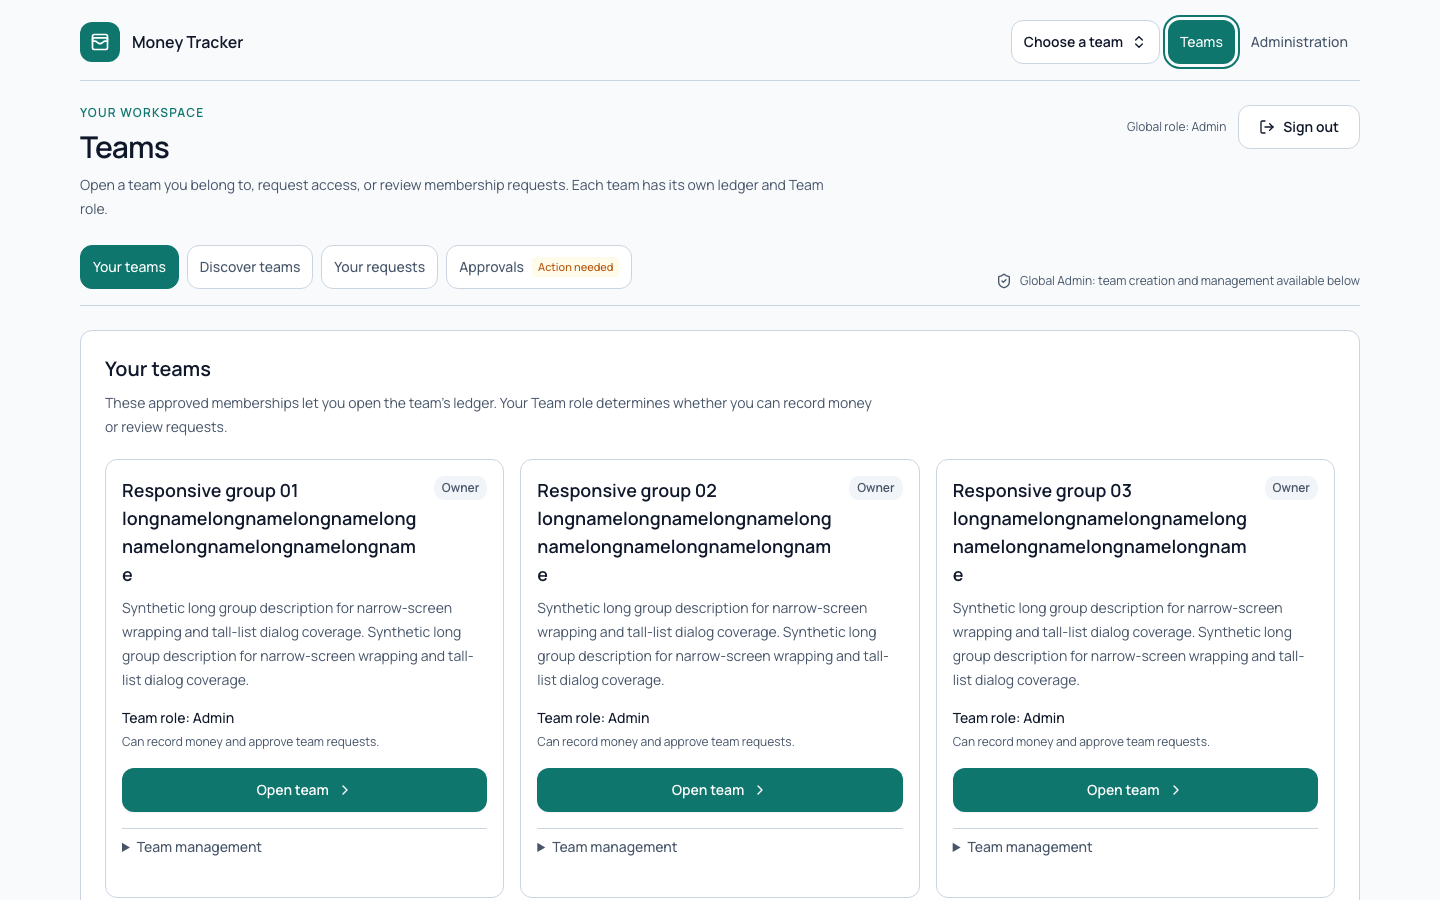 Money Tracker
Choose a team
Teams
Administration
YOUR WORKSPACE
Teams
Open a team you belong to, request access, or review membership requests. Each team has its own ledger and Team
role.
Global role: Admin
Sign out
Your teams
Discover teams
Your requests
Approvals Action needed
Global Admin: team creation and management available below
Your teams
These approved memberships let you open the team's ledger. Your Team role determines whether you can record money
or review requests.
Responsive group 01
longnamelongnamelongnamelong
namelongnamelongnamelongnam
e
Owner
Synthetic long group description for narrow-screen
wrapping and tall-list dialog coverage. Synthetic long
group description for narrow-screen wrapping and tall-
list dialog coverage.
Team role: Admin
Can record money and approve team requests.
Open team
Team management
Responsive group 02
longnamelongnamelongnamelong
namelongnamelongnamelongnam
e
Owner
Synthetic long group description for narrow-screen
wrapping and tall-list dialog coverage. Synthetic long
group description for narrow-screen wrapping and tall-
list dialog coverage.
Team role: Admin
Can record money and approve team requests.
Open team
Team management
Responsive group 03
longnamelongnamelongnamelong
namelongnamelongnamelongnam
e
Owner
Synthetic long group description for narrow-screen
wrapping and tall-list dialog coverage. Synthetic long
group description for narrow-screen wrapping and tall-
list dialog coverage.
Team role: Admin
Can record money and approve team requests.
Open team
Team management